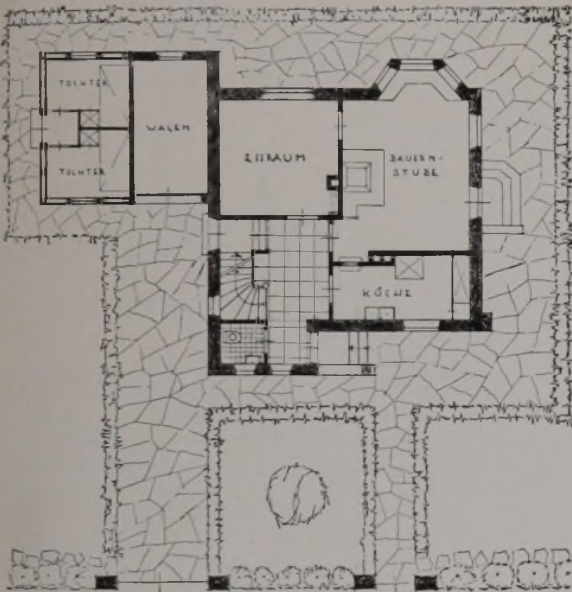 TOCHTER
WAGEN
TOCHTER
ESSRAUM
BAUERN-
STUBE
KÜCHE